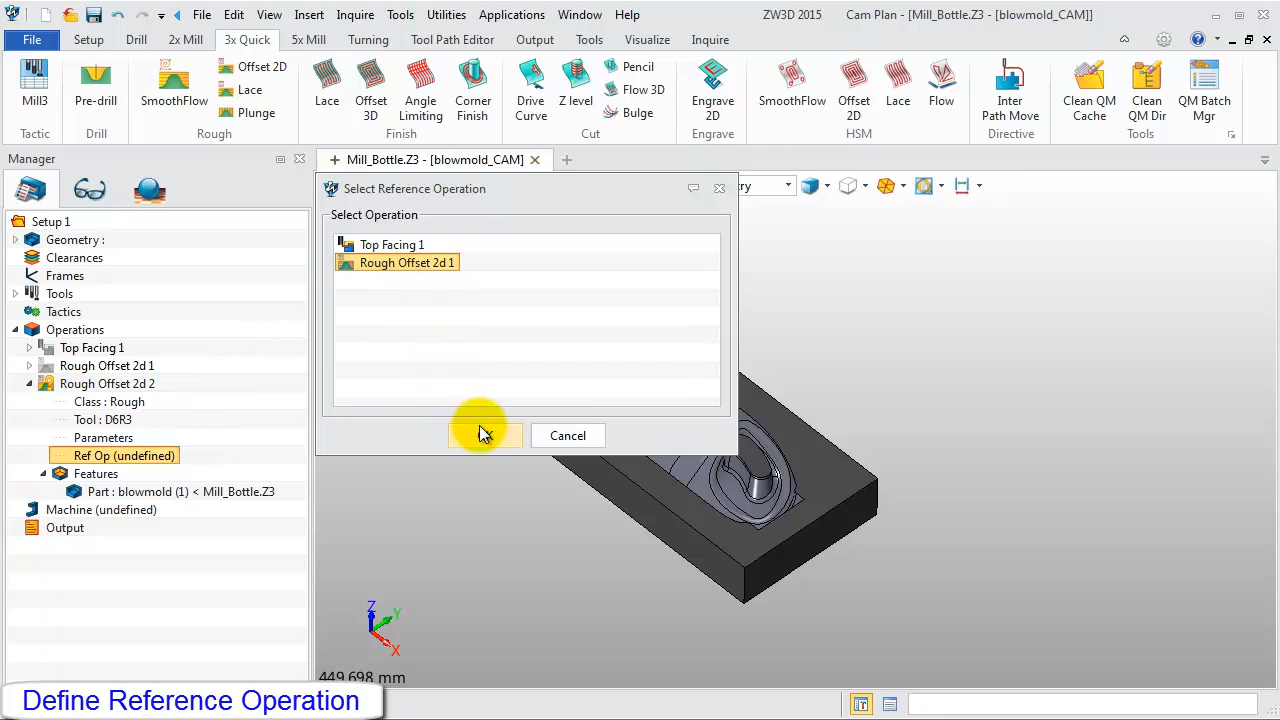 File Edit View Insert Inquire Tools Utilities Applications Window Help ZW3D 2015 Cam Plan - [Mill_Bottle.Z3 - [blowmold_CAM]]
File Setup Drill 2x Mill 3x Quick 5x Mill Turning Tool Path Editor Output Tools Visualize Inquire
Mill3
Tactic
Pre-drill
Drill
SmoothFlow
Offset 2D
Lace
Plunge
Rough
Lace
Offset 3D
Angle Limiting
Corner Finish
Finish
Drive Curve
Z level
Pencil
Flow 3D
Bulge
Cut
Engrave 2D
Engrave
SmoothFlow
Offset 2D
Lace
Flow
HSM
Inter Path Move
Directive
Clean QM Cache
Clean QM Dir
QM Batch Mgr
Tools
Manager
Mill_Bottle.Z3 - [blowmold_CAM]
Setup 1
Geometry :
Clearances
Frames
Tools
Tactics
Operations
Top Facing 1
Rough Offset 2d 1
Rough Offset 2d 2
Class : Rough
Tool : D6R3
Parameters
Ref Op (undefined)
Features
Part : blowmold (1) < Mill_Bottle.Z3
Machine (undefined)
Output
Select Reference Operation
Select Operation
Top Facing 1
Rough Offset 2d 1
Cancel
Z
Y
X
449.698 mm
Define Reference Operation